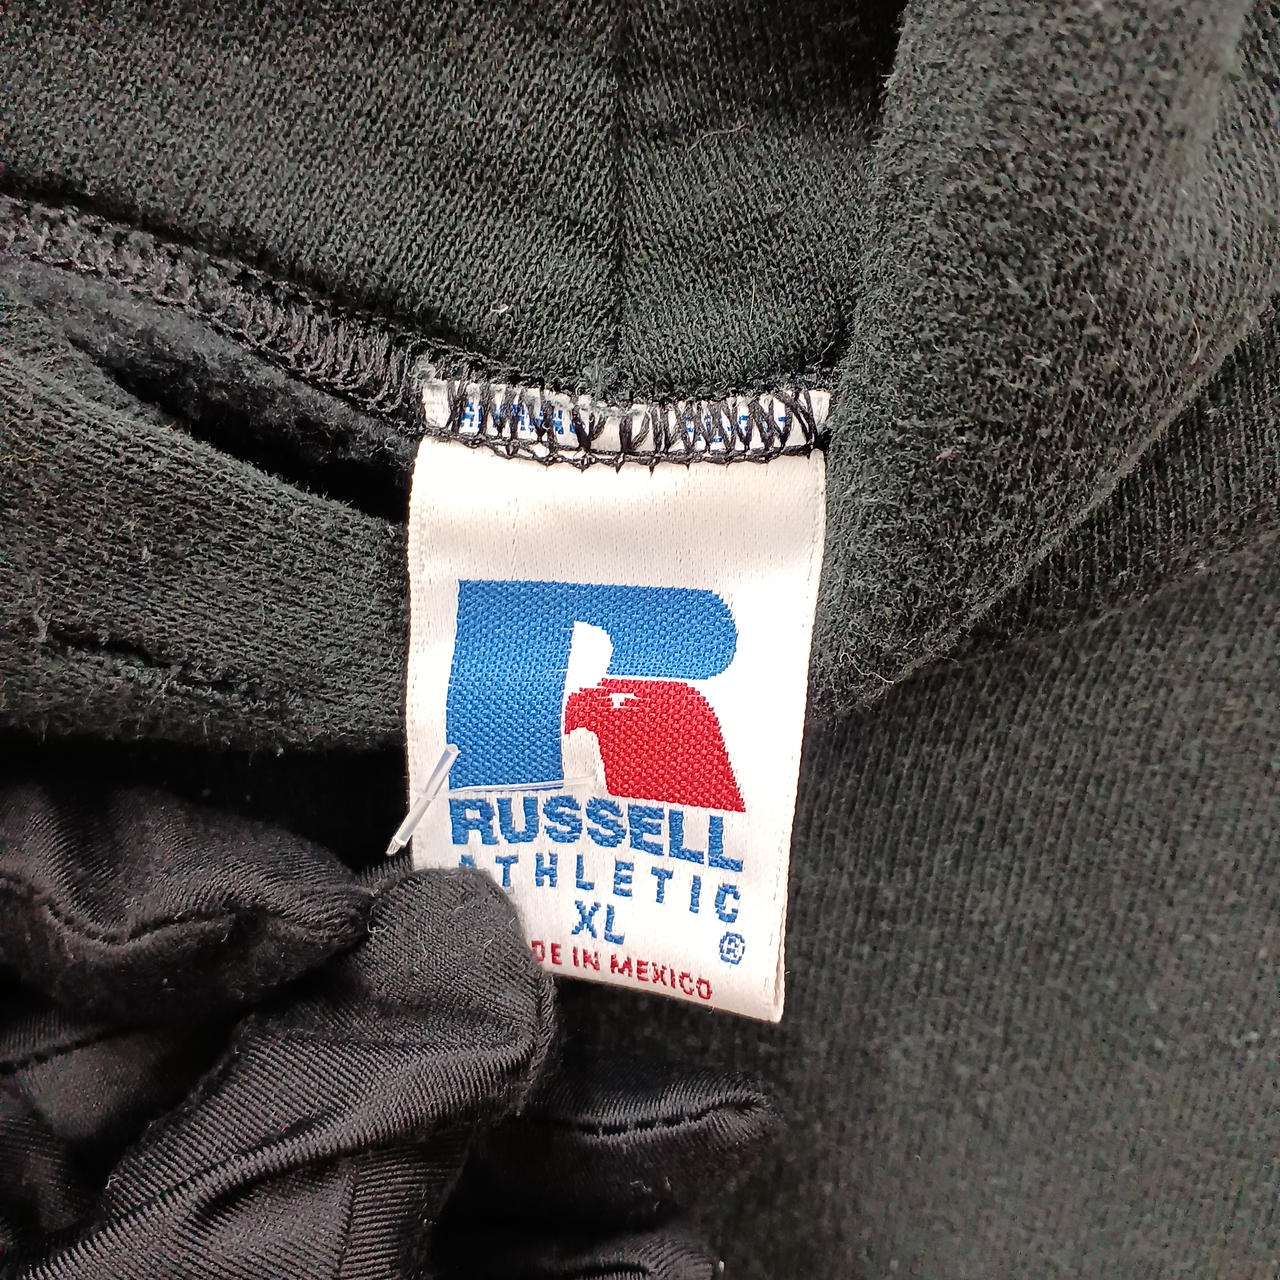 RUSSELL
ATHLETIC
XL
®
DE IN MEXICO